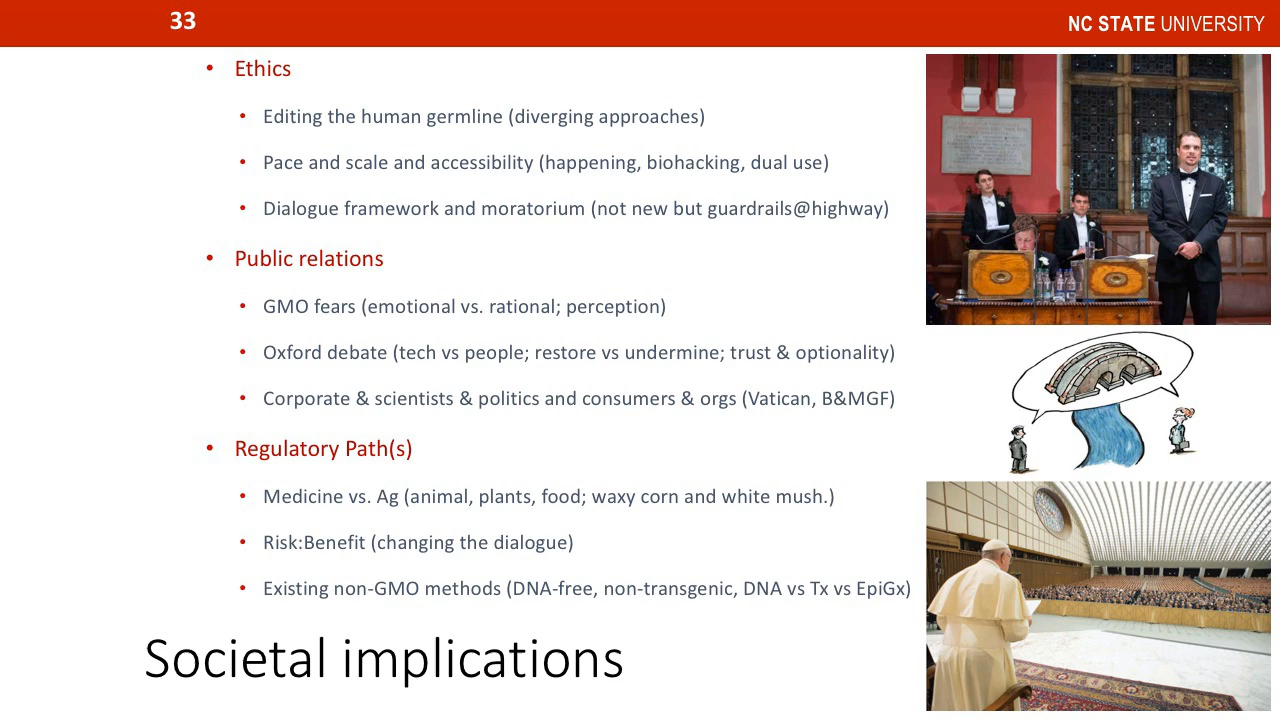 33
NC STATE UNIVERSITY
• Ethics
• Editing the human germline (diverging approaches)
• Pace and scale and accessibility (happening, biohacking, dual use)
• Dialogue framework and moratorium (not new but guardrails@highway)
• Public relations
• GMO fears (emotional vs. rational; perception)
• Oxford debate (tech vs people; restore vs undermine; trust & optionality)
• Corporate & scientists & politics and consumers & orgs (Vatican, B&MGF)
• Regulatory Path(s)
• Medicine vs. Ag (animal, plants, food; waxy corn and white mush.)
• Risk:Benefit (changing the dialogue)
• Existing non-GMO methods (DNA-free, non-transgenic, DNA vs Tx vs EpiGx)
Societal implications